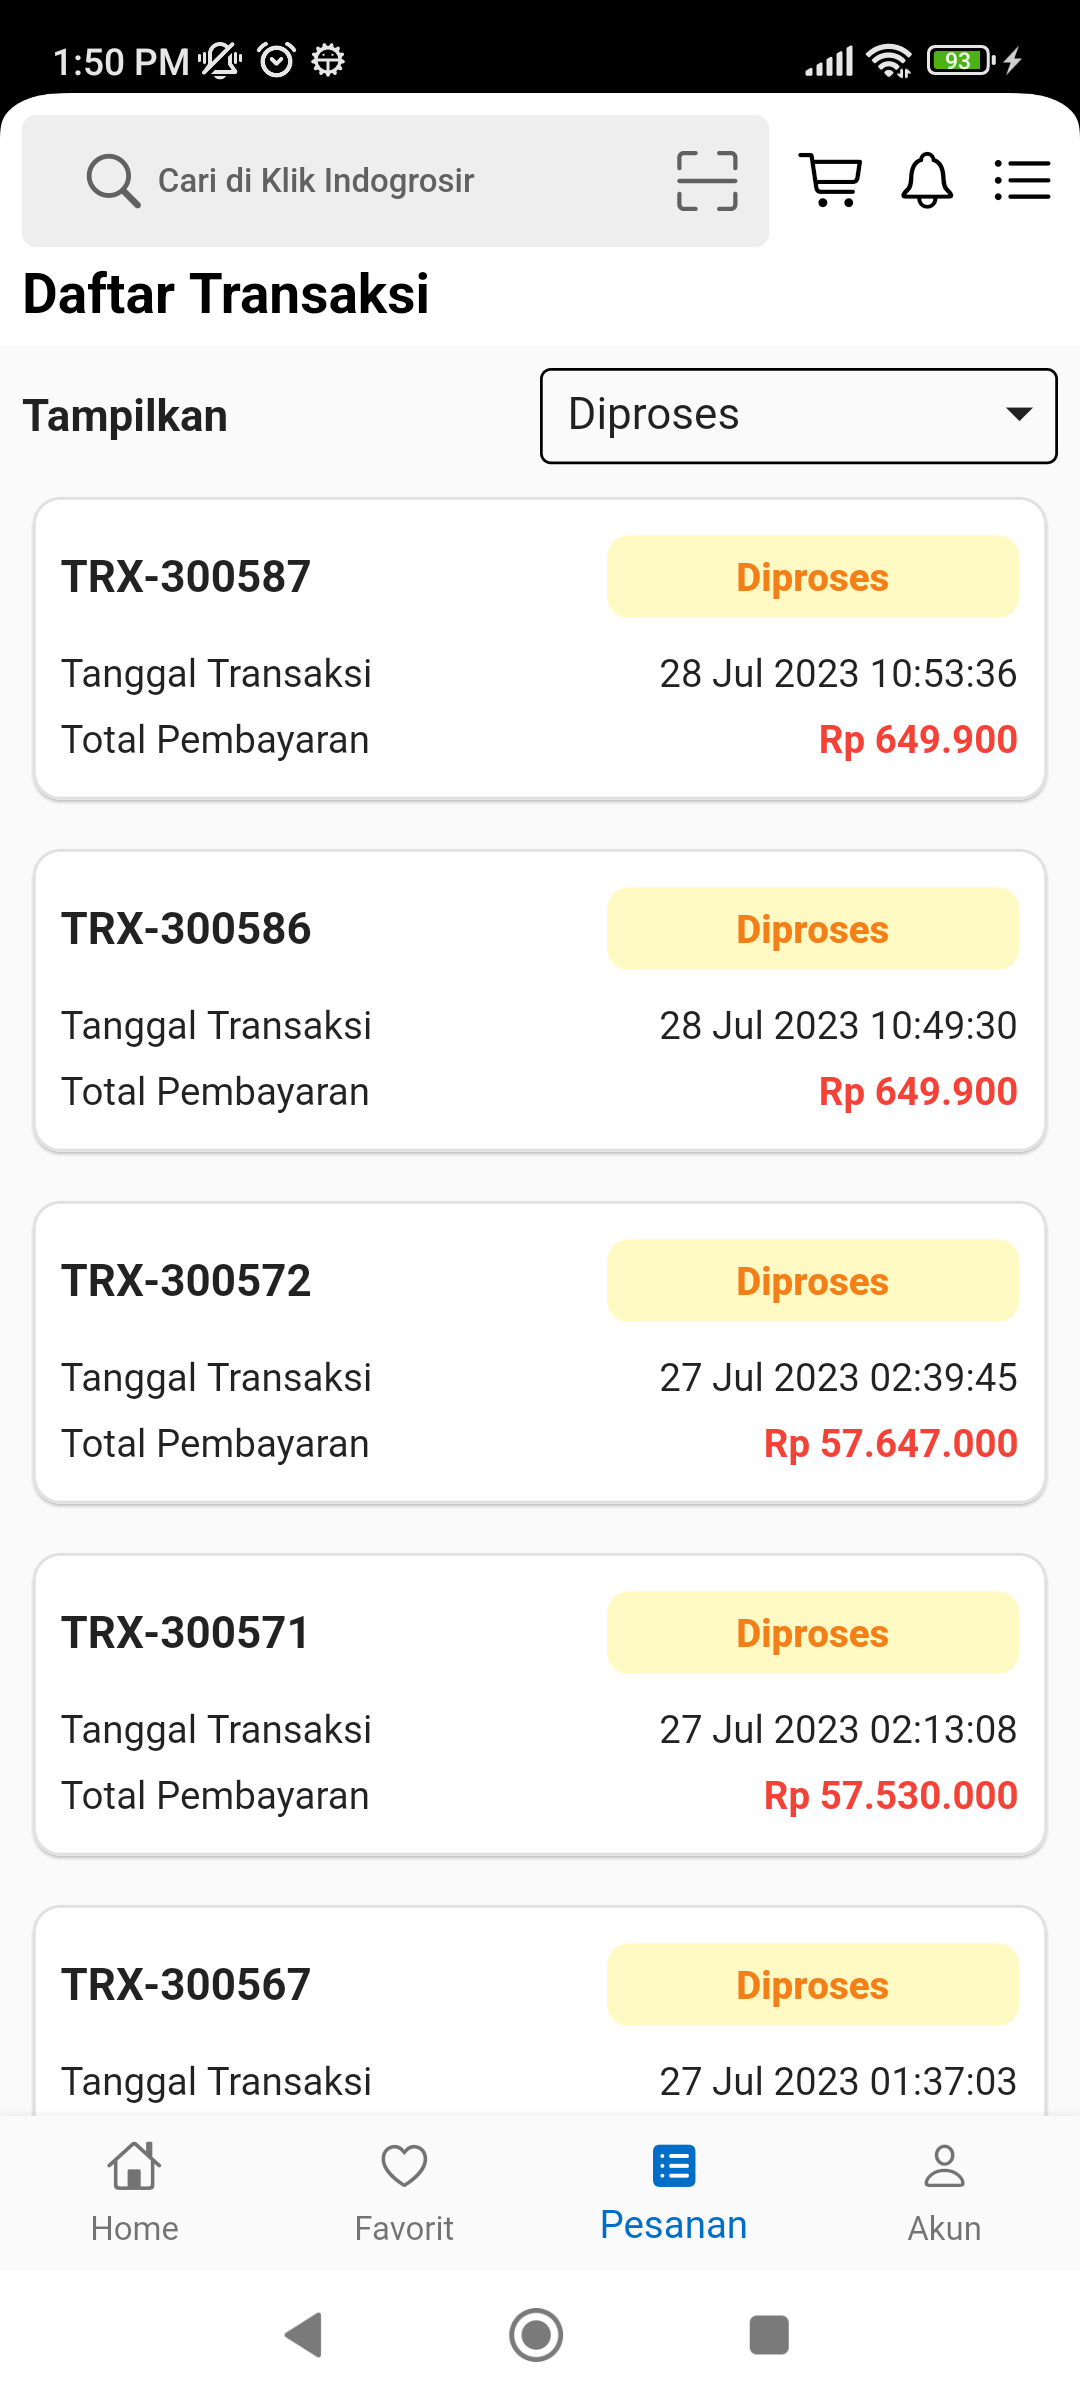 1:50 PM
93
Cari di Klik Indogrosir
Daftar Transaksi
Tampilkan
Diproses
TRX-300587
Diproses
Tanggal Transaksi
28 Jul 2023 10:53:36
Total Pembayaran
Rp 649.900
TRX-300586
Diproses
Tanggal Transaksi
28 Jul 2023 10:49:30
Total Pembayaran
Rp 649.900
TRX-300572
Diproses
Tanggal Transaksi
27 Jul 2023 02:39:45
Total Pembayaran
Rp 57.647.000
TRX-300571
Diproses
Tanggal Transaksi
27 Jul 2023 02:13:08
Total Pembayaran
Rp 57.530.000
TRX-300567
Diproses
Tanggal Transaksi
27 Jul 2023 01:37:03
Home
Favorit
Pesanan
Akun